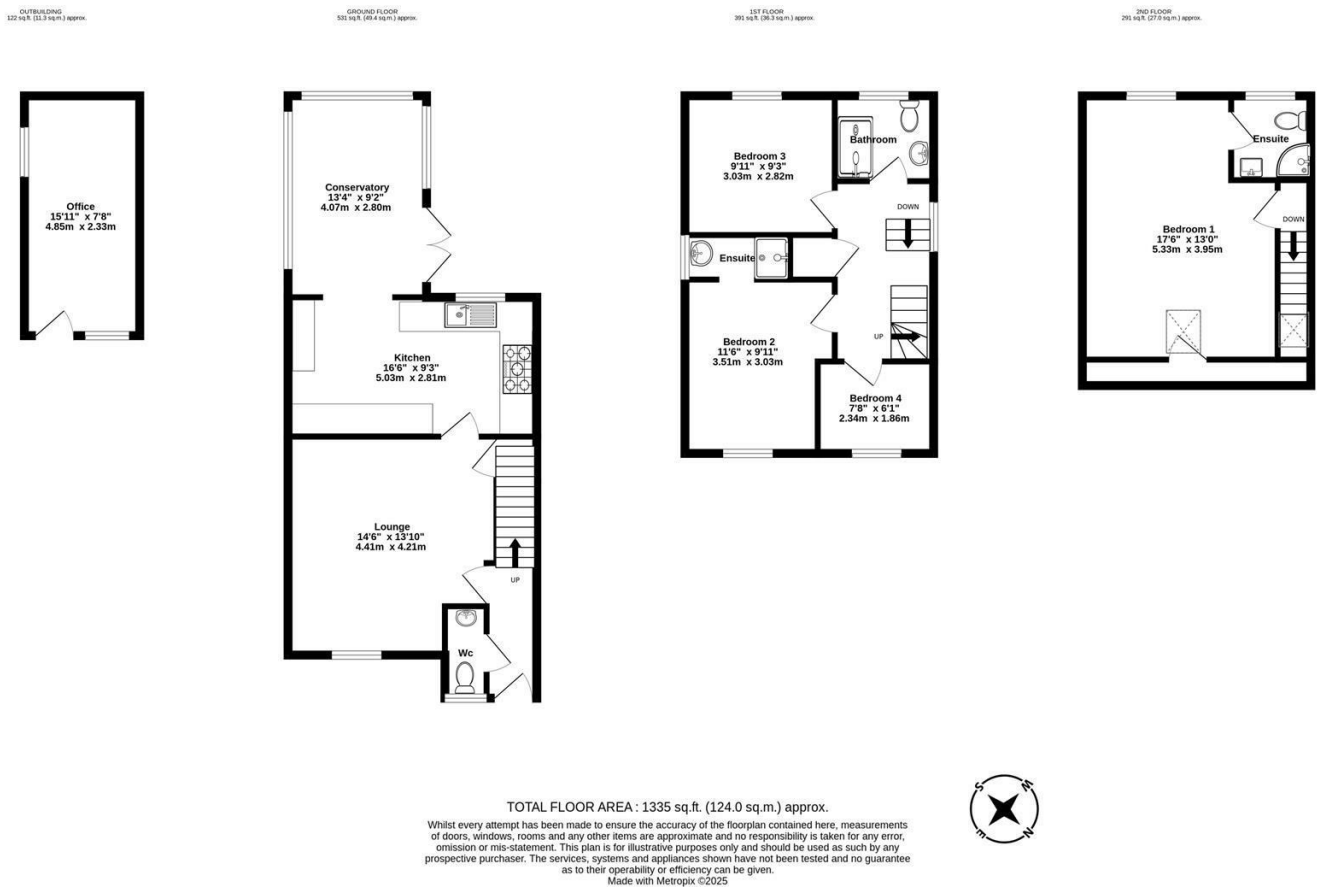 OUTBUILDING
122 sq.ft. (11.3 sq.m.) approx.
GROUND FLOOR
531 sq.ft. (49.4 sq.m.) approx.
1ST FLOOR
391 sq.ft. (36.3 sq.m.) approx.
2ND FLOOR
291 sq.ft. (27.0 sq.m.) approx.
Office
15'11" x 7'8"
4.85m x 2.33m
Conservatory
13'4" x 9'2"
4.07m x 2.80m
Kitchen
16'6" x 9'3"
5.03m x 2.81m
Lounge
14'6" x 13'10"
4.41m x 4.21m
UP
Wc
Bedroom 3
9'11" x 9'3"
3.03m x 2.82m
Bathroom
DOWN
Ensuite
Bedroom 2
11'6" x 9'11"
3.51m x 3.03m
UP
Bedroom 4
7'8" x 6'1"
2.34m x 1.86m
Ensuite
Bedroom 1
17'6" x 13'0"
5.33m x 3.95m
DOWN
S
W
E
N
TOTAL FLOOR AREA : 1335 sq.ft. (124.0 sq.m.) approx.
Whilst every attempt has been made to ensure the accuracy of the floorplan contained here, measurements
of doors, windows, rooms and any other items are approximate and no responsibility is taken for any error,
omission or mis-statement. This plan is for illustrative purposes only and should be used as such by any
prospective purchaser. The services, systems and appliances shown have not been tested and no guarantee
as to their operability or efficiency can be given.
Made with Metropix ©2025